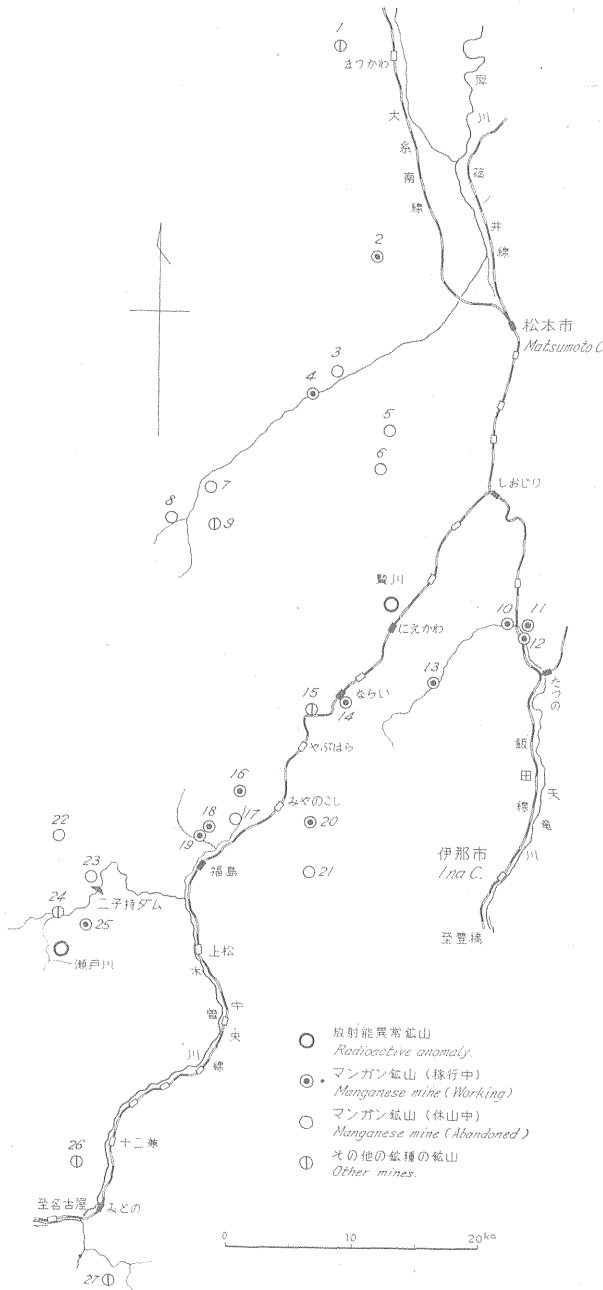 1
まつかわ
犀川
大糸南線
篠ノ井線
2
松本市
Matsumoto C.
3
4
5
6
しおじり
7
8
9
贄川
にえかわ
10
11
12
13
たつの
ならい
14
15
やぶはら
飯田線
天竜川
16
みやのこし
17
18
19
20
22
伊那市
Ina C.
福島
21
23
二子持ダム
24
25
至豊橋
瀬戸川
上松
木曽川
中央線
放射能異常鉱山
Radioactive anomaly.
マンガン鉱山 (稼行中)
Manganese mine (Working)
マンガン鉱山 (休山中)
Manganese mine (Abandoned)
その他の鉱種の鉱山
Other mines.
十二兼
26
至名古屋
みとの
0
10
20km
27